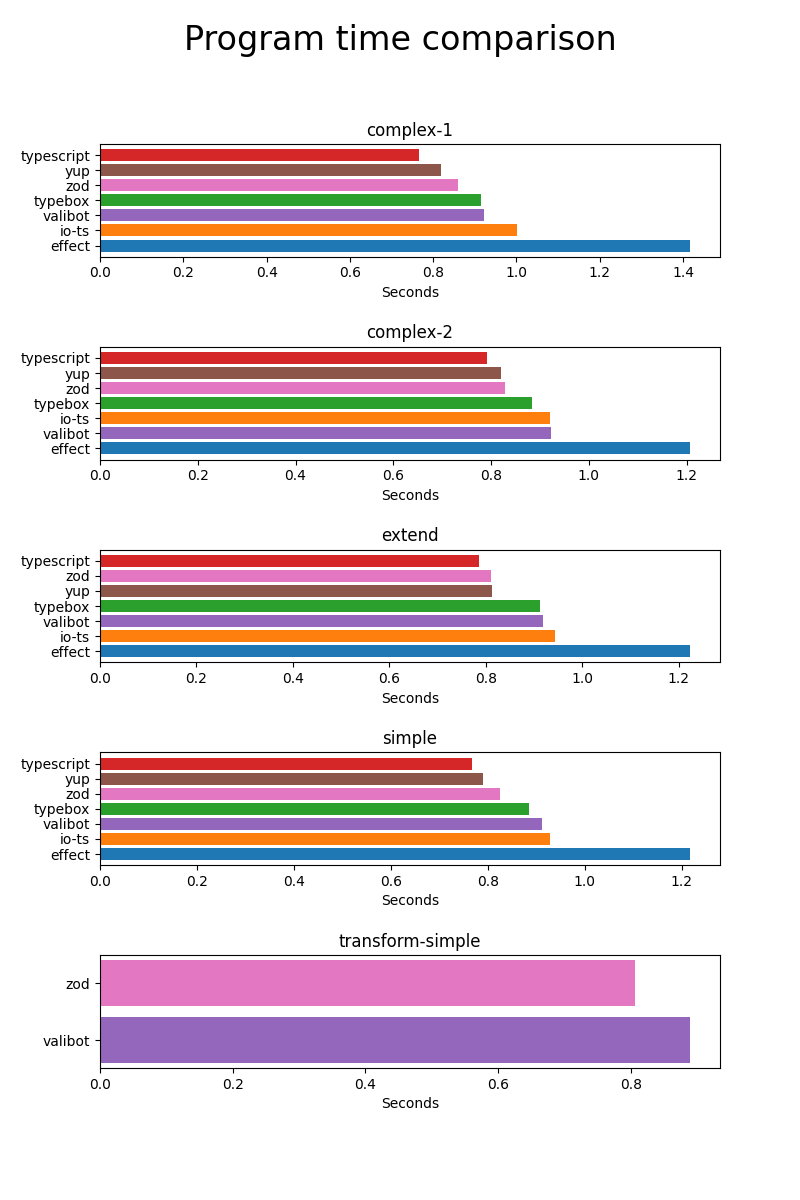 Program time comparison
complex-1
typescript
yup
zod
typebox
valibot
io-ts
effect
0.0 0.2 0.4 0.6 0.8 1.0 1.2 1.4
Seconds
complex-2
typescript
yup
zod
typebox
io-ts
valibot
effect
0.0 0.2 0.4 0.6 0.8 1.0 1.2
Seconds
extend
typescript
zod
yup
typebox
valibot
io-ts
effect
0.0 0.2 0.4 0.6 0.8 1.0 1.2
Seconds
simple
typescript
yup
zod
typebox
valibot
io-ts
effect
0.0 0.2 0.4 0.6 0.8 1.0 1.2
Seconds
transform-simple
zod
valibot
0.0 0.2 0.4 0.6 0.8
Seconds